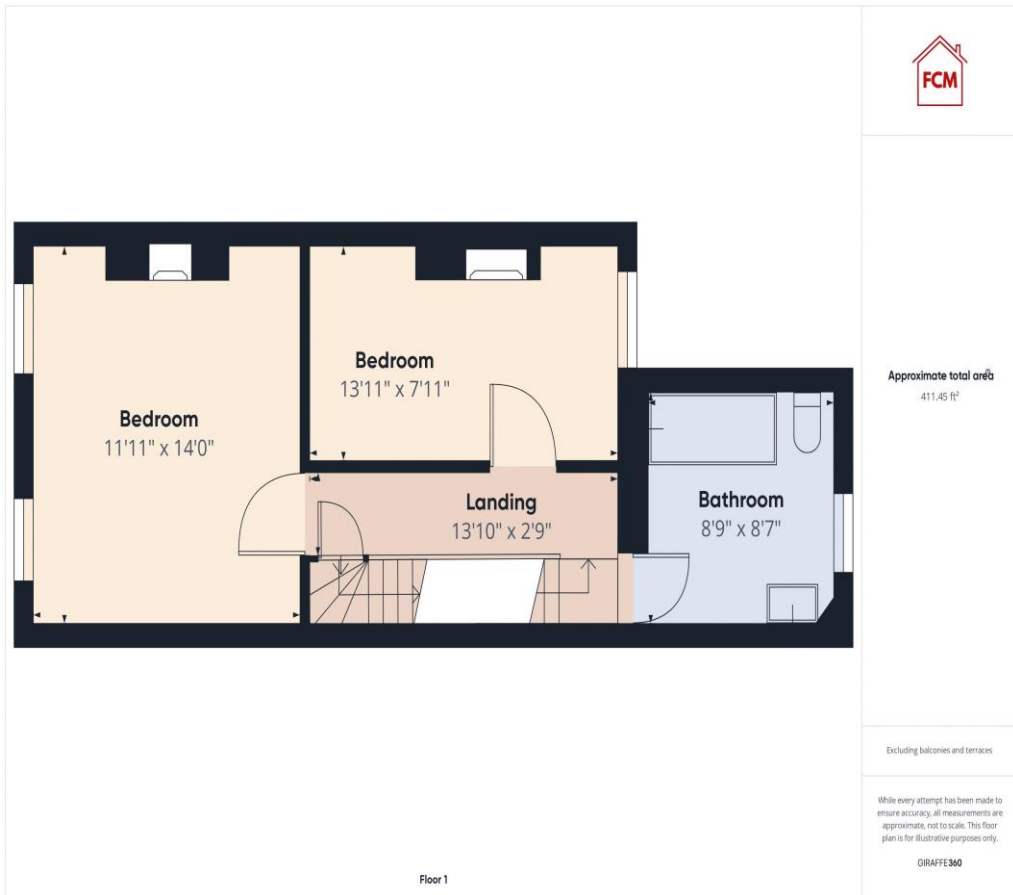 FCM
Approximate total area
411.45 ft²
Bedroom
13'11" x 7'11"
Bedroom
11'11" x 14'0"
Landing
13'10" x 2'9"
Bathroom
8'9" x 8'7"
Excluding balconies and terraces
While every attempt has been made to
ensure accuracy, all measurements are
approximate, not to scale. This floor
plan is for illustrative purposes only.
GIRAFFE360
Floor 1